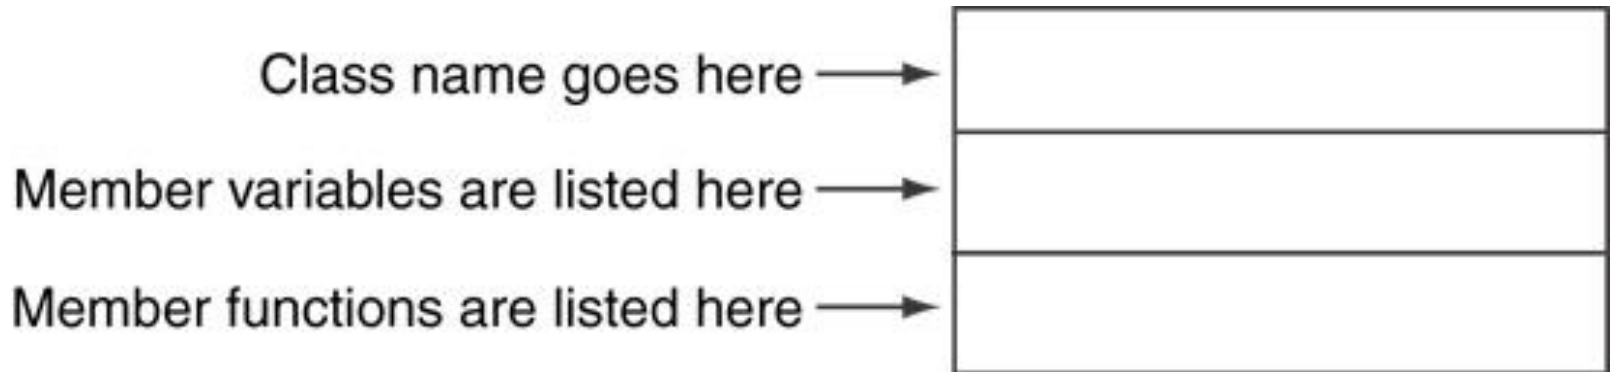 Class name goes here
Member variables are listed here
Member functions are listed here